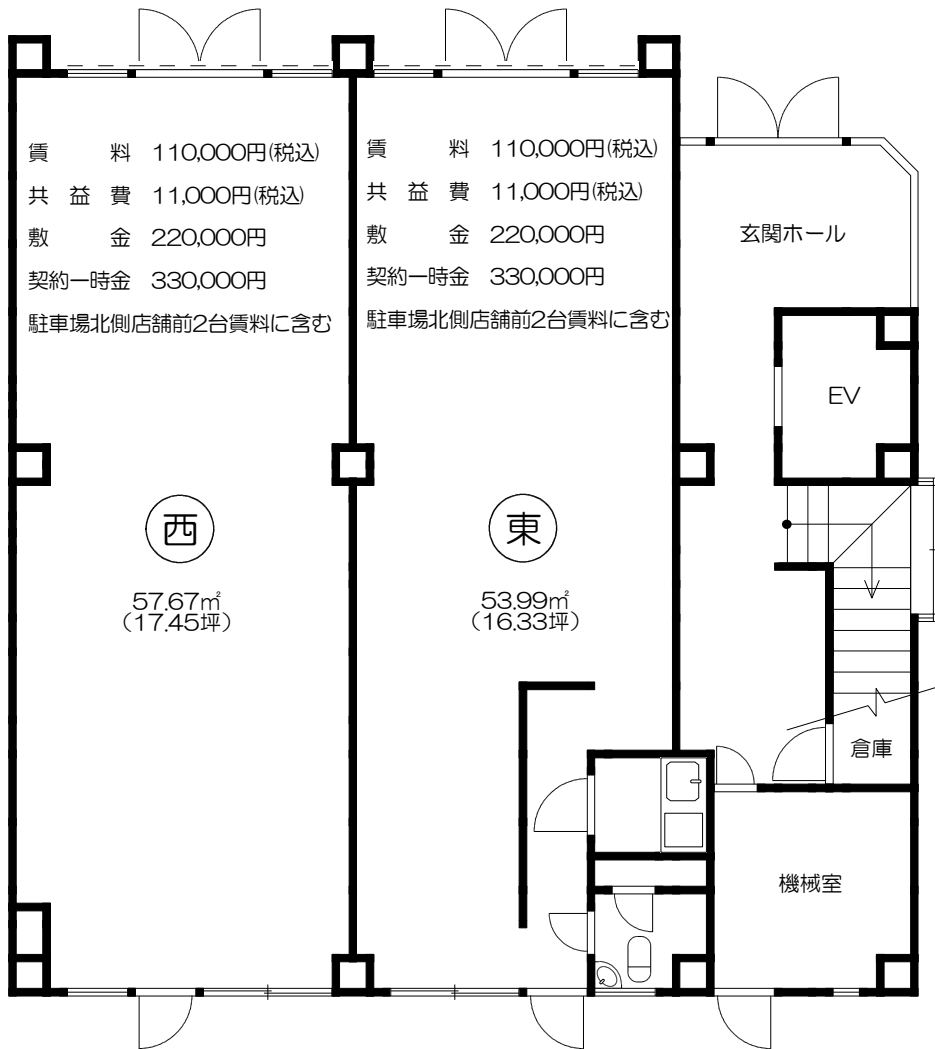 賃　　料　110,000円(税込)
共　益　費　11,000円(税込)
敷　　金　220,000円
契約一時金　330,000円
駐車場北側店舗前2台賃料に含む
西
57.67㎡
（17.45坪）
賃　　料　110,000円(税込)
共　益　費　11,000円(税込)
敷　　金　220,000円
契約一時金　330,000円
駐車場北側店舗前2台賃料に含む
東
53.99㎡
（16.33坪）
玄関ホール
EV
倉庫
機械室